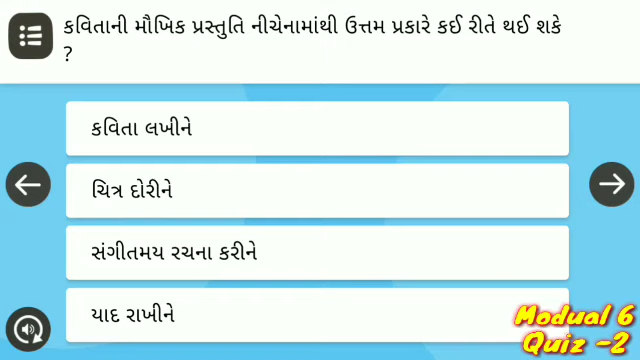 કવિતાની મૌખિક પ્રસ્તુતિ નીચેનામાંથી ઉત્તમ પ્રકારે કઈ રીતે થઈ શકે
?
કવિતા લખીને
ચિત્ર દોરીને
સંગીતમય રચના કરીને
યાદ રાખીને
Modual 6
Quiz -2